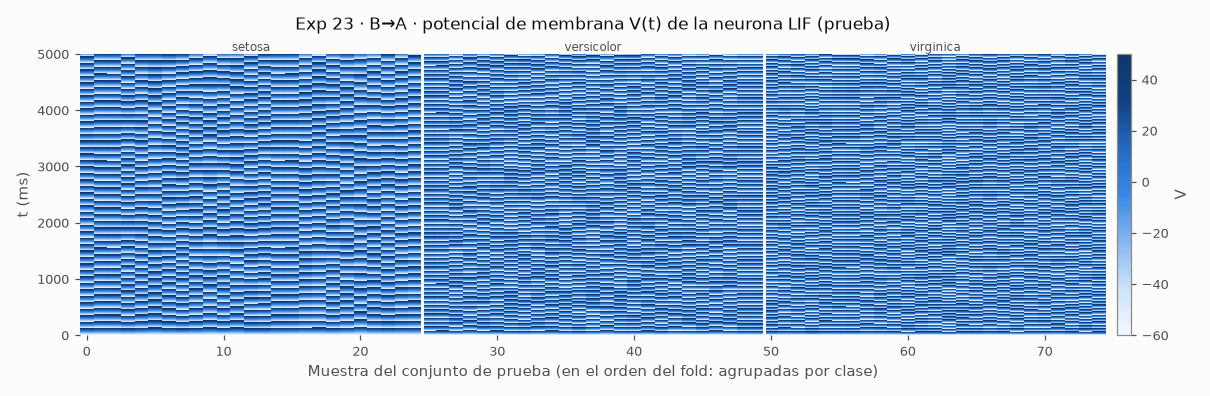 Exp 23 · B→A · potencial de membrana V(t) de la neurona LIF (prueba)
setosa versicolor virginica
5000
4000
3000
2000
1000
0
t (ms)
0 10 20 30 40 50 60 70
Muestra del conjunto de prueba (en el orden del fold: agrupadas por clase)
40
20
0
−20
−40
−60
V